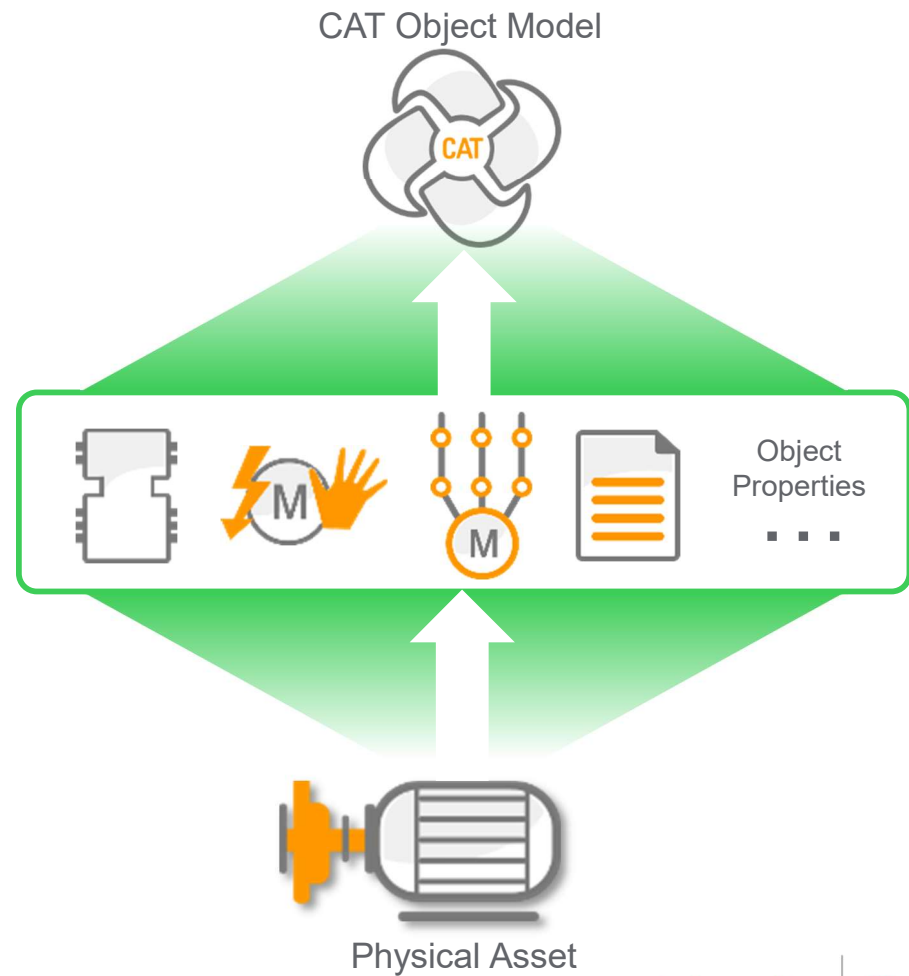 CAT Object Model
CAT
M
M
Object
Properties
...
Physical Asset